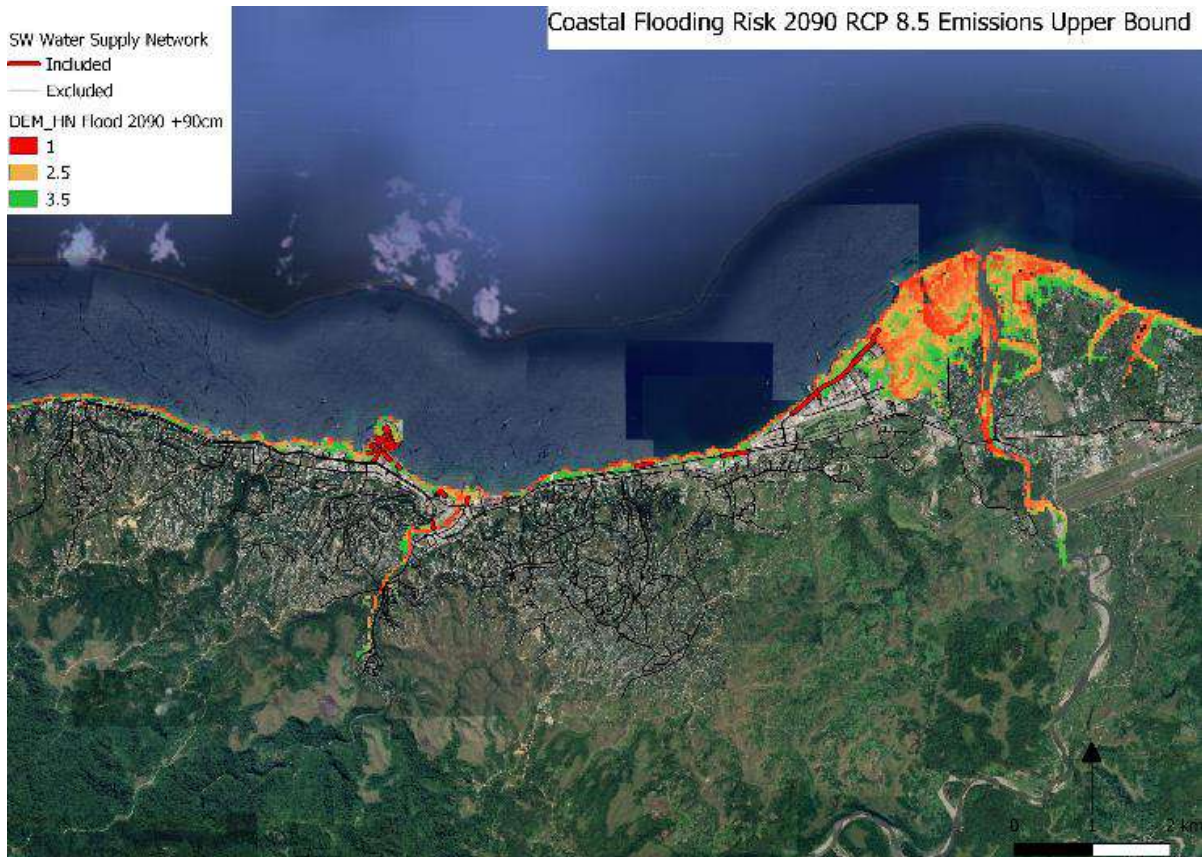 Coastal Flooding Risk 2090 RCP 8.5 Emissions Upper Bound
SW Water Supply Network
Included
Excluded
DEM_HN Flood 2090 +90cm
1
2.5
3.5
0 1 2 km